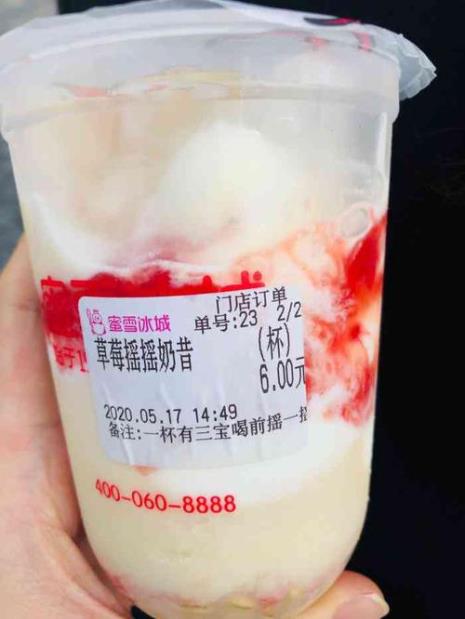 门店订单
蜜雪冰城 单号:23 2/2
草莓摇摇奶昔 (杯)
6.00元
2020.05.17 14:49
备注:一杯有三宝喝前摇一摇
400-060-8888